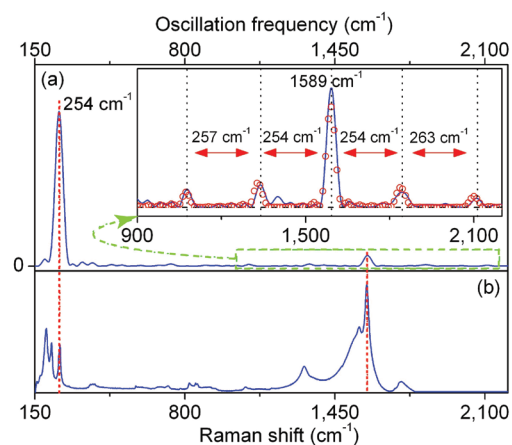 Oscillation frequency (cm⁻¹)
150 800 1,450 2,100
(a)
254 cm⁻¹
1589 cm⁻¹
257 cm⁻¹ 254 cm⁻¹ 254 cm⁻¹ 263 cm⁻¹
900 1,500 2,100
0
(b)
150 800 1,450 2,100
Raman shift (cm⁻¹)